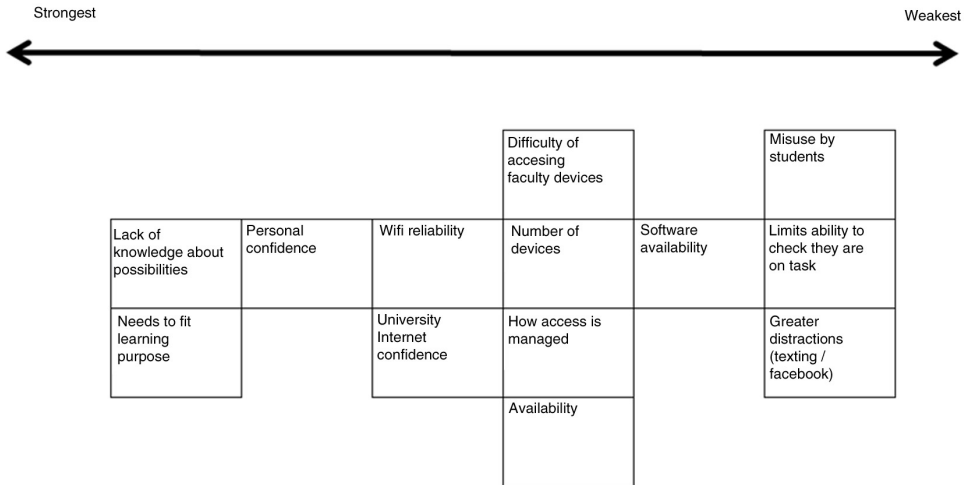 Strongest
Weakest
Difficulty of
accesing
faculty devices
Misuse by
students
Lack of
knowledge about
possibilities
Personal
confidence
Wifi reliability
Number of
devices
Software
availability
Limits ability to
check they are
on task
Needs to fit
learning
purpose
University
Internet
confidence
How access is
managed
Greater
distractions
(texting /
facebook)
Availability